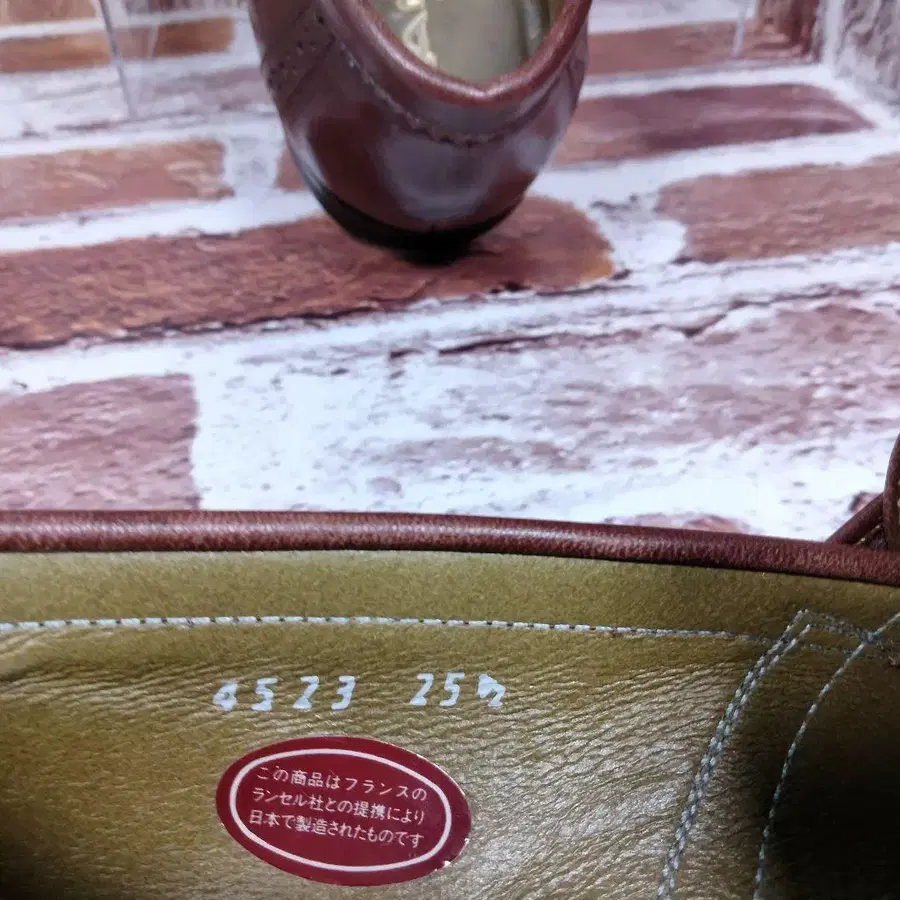 4523 25½
この商品はフランスの
ランセル社との提携により
日本で製造されたものです